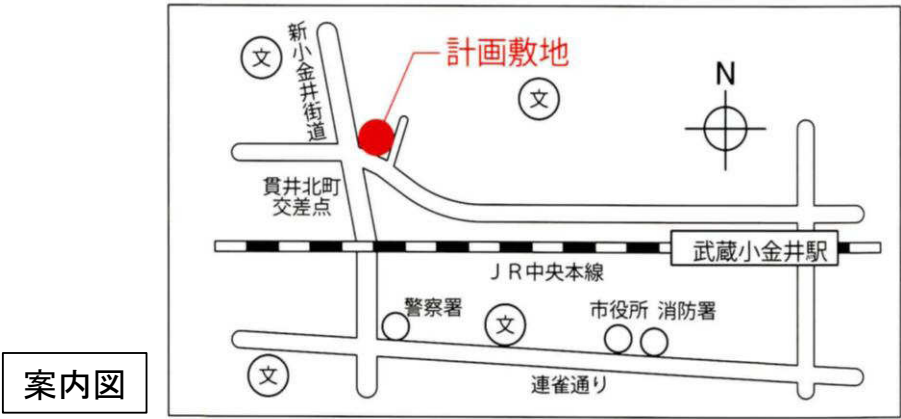 案内図
文
新小金井街道
計画敷地
文
N
貫井北町
交差点
武蔵小金井駅
ＪＲ中央本線
警察署
文
市役所
消防署
文
連雀通り